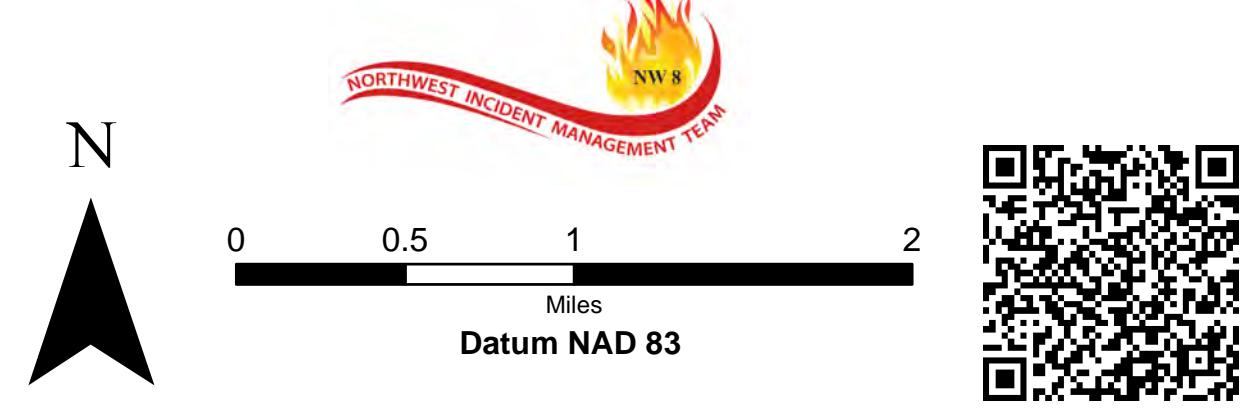 NW 8
NORTHWEST INCIDENT MANAGEMENT TEAM
N
0 0.5 1 2
Miles
Datum NAD 83